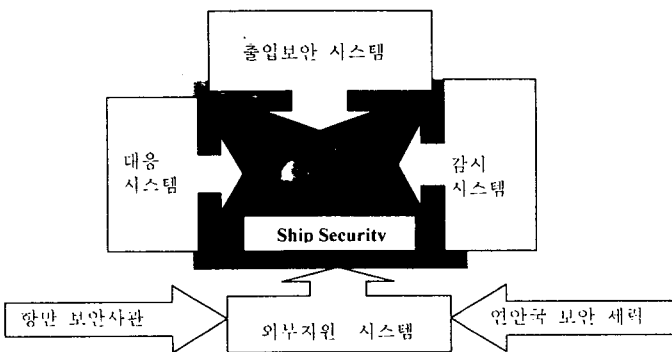 출입보안 시스템
대응
시스템
감시
시스템
Ship Security
항만 보안사관
외부지원 시스템
연안국 보안 세력